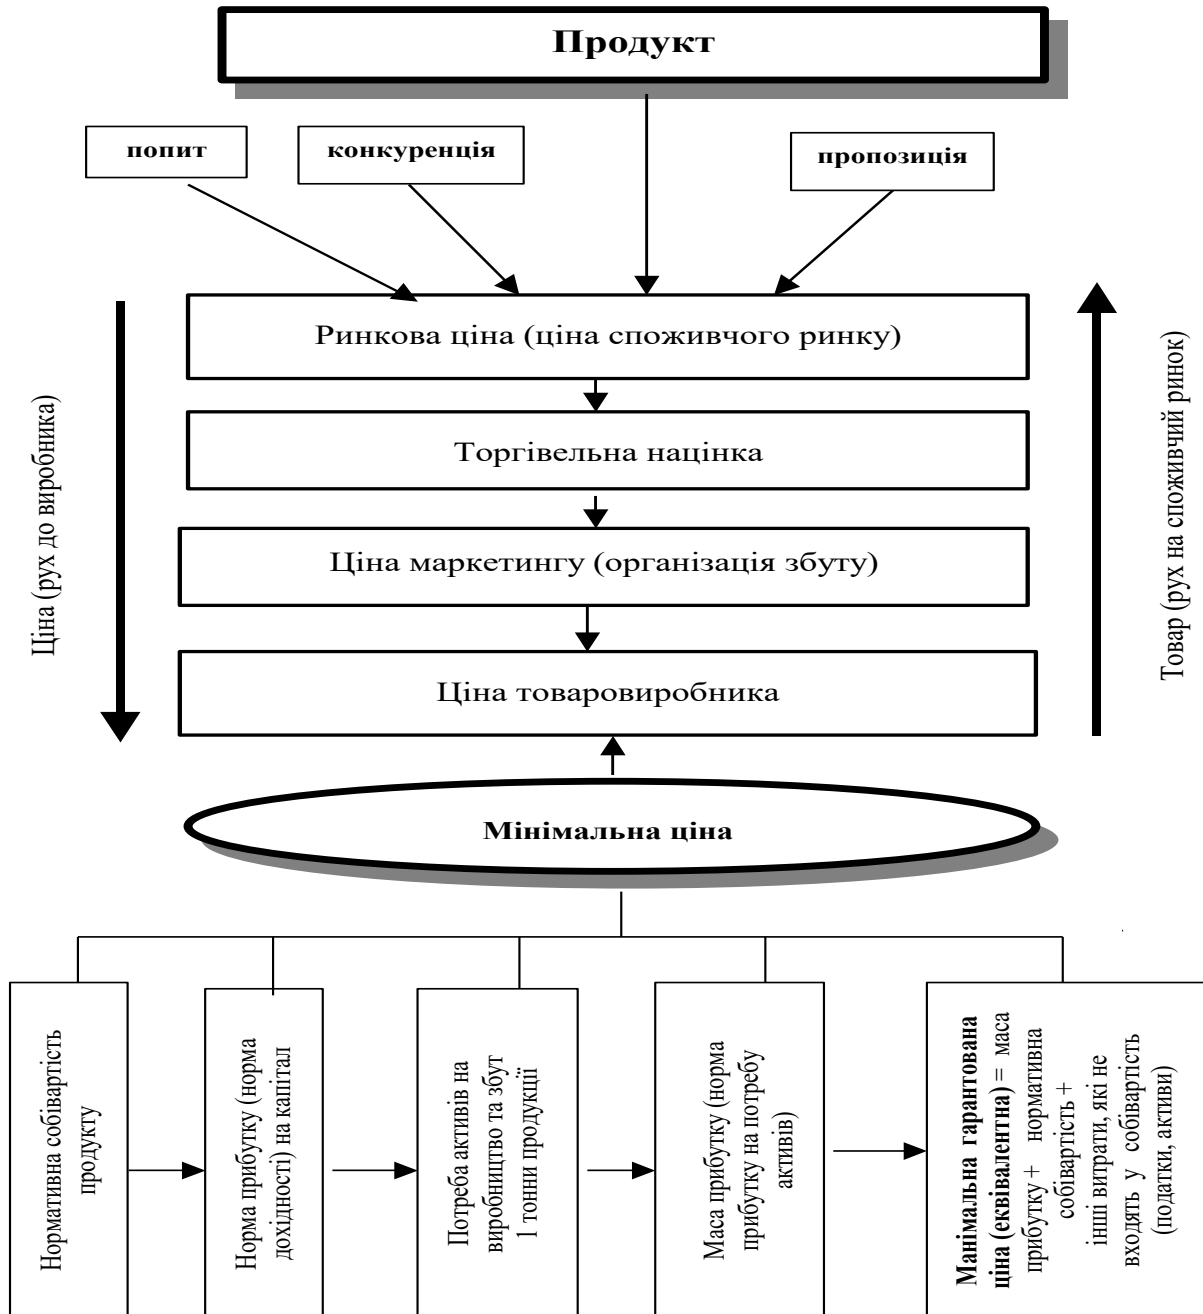 Продукт
попит
конкуренція
пропозиція
Ринкова ціна (ціна споживчого ринку)
Торгівельна націнка
Ціна маркетингу (організація збуту)
Ціна товаровиробника
Ціна (рух до виробника)
Товар (рух на споживчий ринок)
Мінімальна ціна
Нормативна собівартість
продукту
Норма прибутку (норма
дохідності) на капітал
Потреба активів на
виробництво та збут
1 тонни продукції
Маса прибутку (норма
прибутку на потребу
активів)
Манімальна гарантована
ціна (еквівалентна) = маса
прибутку + нормативна
собівартість +
інші витрати, які не
входять у собівартість
(податки, активи)